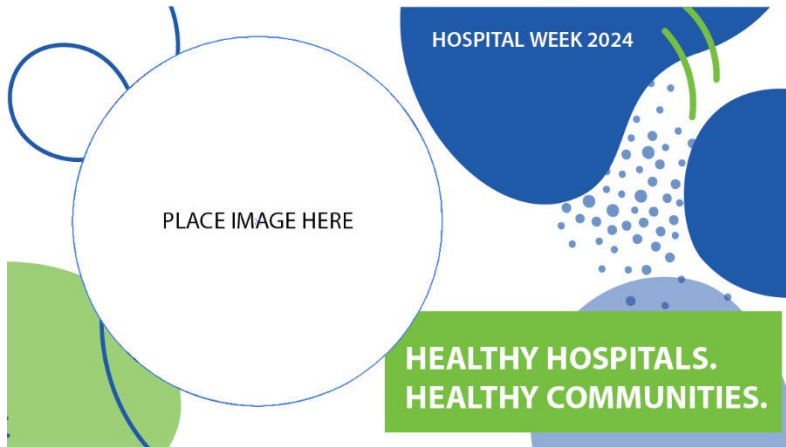 HOSPITAL WEEK 2024
PLACE IMAGE HERE
HEALTHY HOSPITALS.
HEALTHY COMMUNITIES.